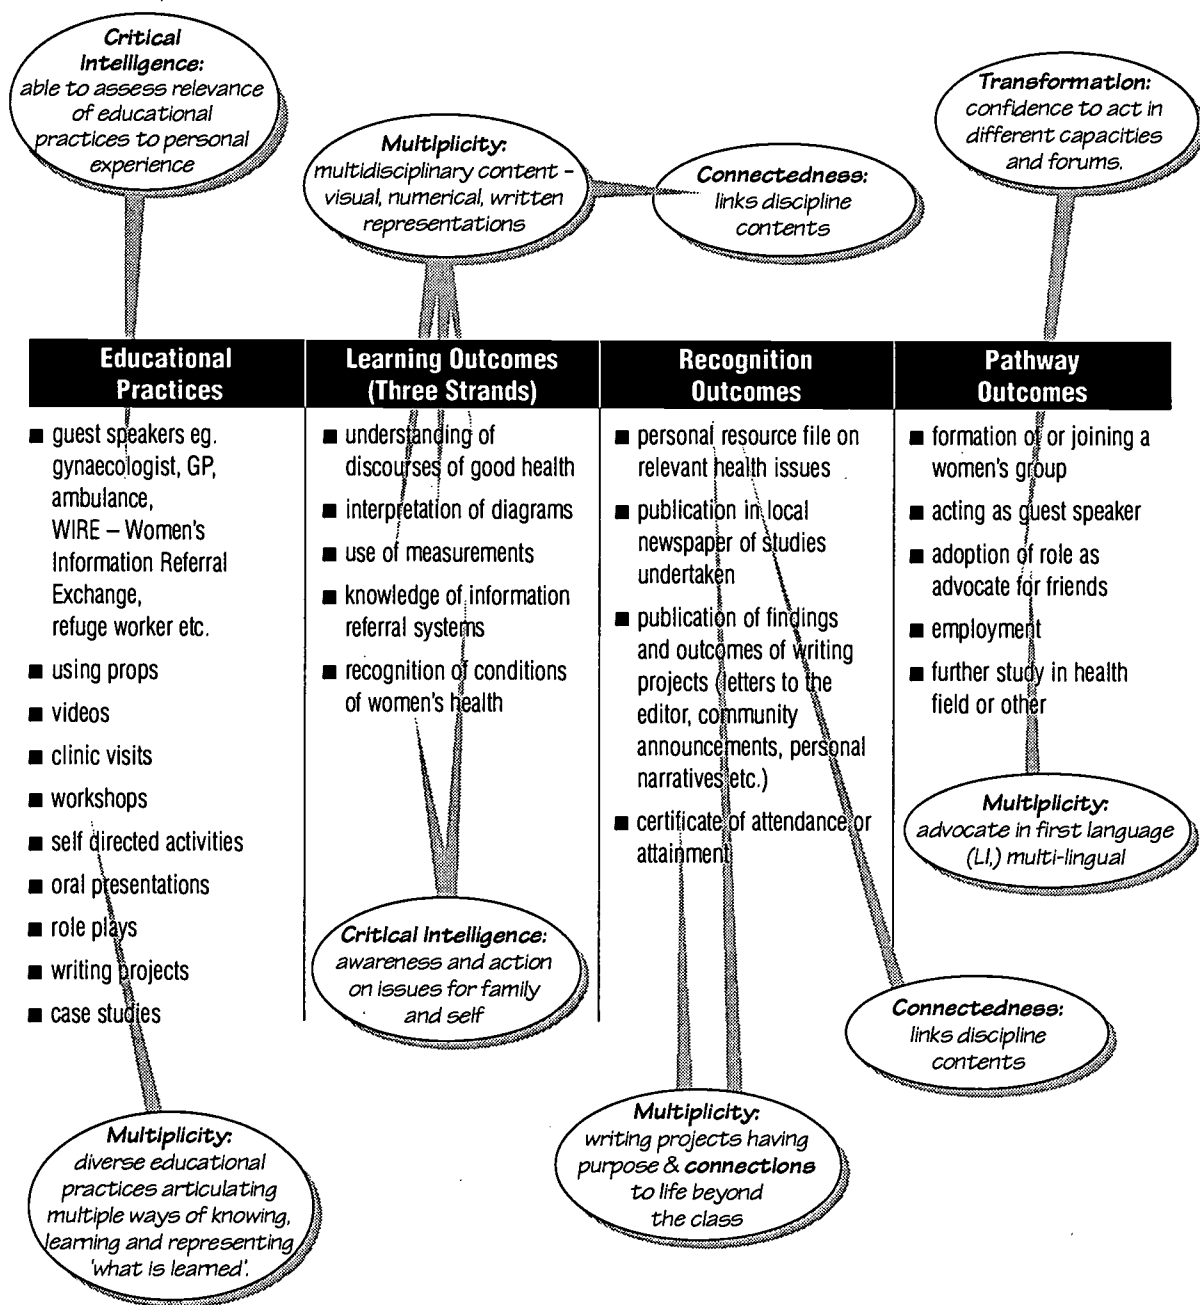 Critical
Intelligence:
able to assess relevance
of educational
practices to personal
experience
Multiplicity:
multidisciplinary content –
visual, numerical, written
representations
Connectedness:
links discipline
contents
Transformation:
confidence to act in
different capacities
and forums.
Educational
Practices
■ guest speakers eg.
gynaecologist, GP,
ambulance,
WIRE – Women's
Information Referral
Exchange,
refuge worker etc.
■ using props
■ videos
■ clinic visits
■ workshops
■ self directed activities
■ oral presentations
■ role plays
■ writing projects
■ case studies
Learning Outcomes
(Three Strands)
■ understanding of
discourses of good health
■ interpretation of diagrams
■ use of measurements
■ knowledge of information
referral systems
■ recognition of conditions
of women's health
Recognition
Outcomes
■ personal resource file on
relevant health issues
■ publication in local
newspaper of studies
undertaken
■ publication of findings
and outcomes of writing
projects (letters to the
editor, community
announcements, personal
narratives etc.)
■ certificate of attendance or
attainment
Pathway
Outcomes
■ formation of or joining a
women's group
■ acting as guest speaker
■ adoption of role as
advocate for friends
■ employment
■ further study in health
field or other
Multiplicity:
advocate in first language
(LI,) multi-lingual
Critical Intelligence:
awareness and action
on issues for family
and self
Connectedness:
links discipline
contents
Multiplicity:
writing projects having
purpose & connections
to life beyond
the class
Multiplicity:
diverse educational
practices articulating
multiple ways of knowing,
learning and representing
'what is learned'.